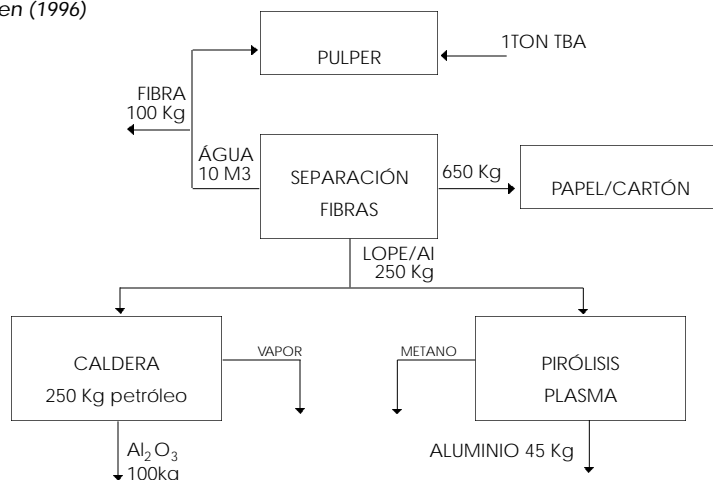 en (1996)
PULPER
1TON TBA
FIBRA
100 Kg
ÁGUA
10 M3
SEPARACIÓN
FIBRAS
650 Kg
PAPEL/CARTÓN
LOPE/Al
250 Kg
CALDERA
250 Kg petróleo
VAPOR
METANO
PIRÓLISIS
PLASMA
Al₂O₃
100kg
ALUMINIO 45 Kg